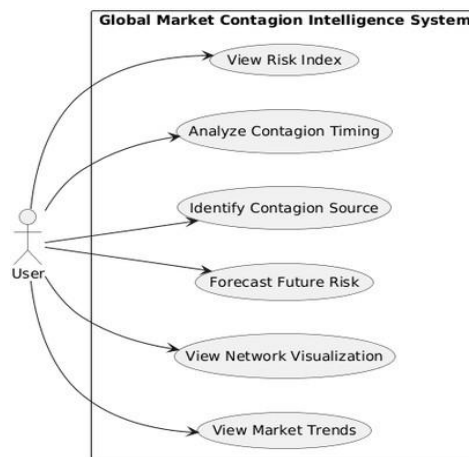 Global Market Contagion Intelligence System
View Risk Index
Analyze Contagion Timing
Identify Contagion Source
User
Forecast Future Risk
View Network Visualization
View Market Trends